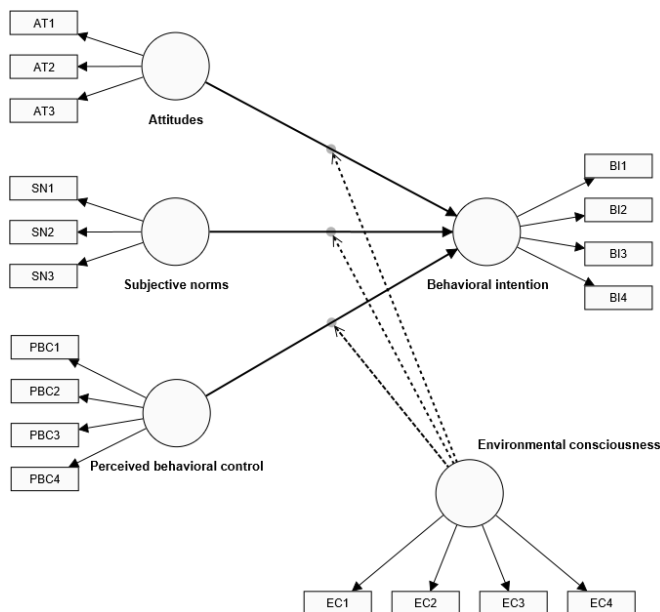 AT1
AT2
AT3
Attitudes
SN1
SN2
SN3
Subjective norms
BI1
BI2
BI3
BI4
Behavioral intention
PBC1
PBC2
PBC3
PBC4
Perceived behavioral control
Environmental consciousness
EC1
EC2
EC3
EC4